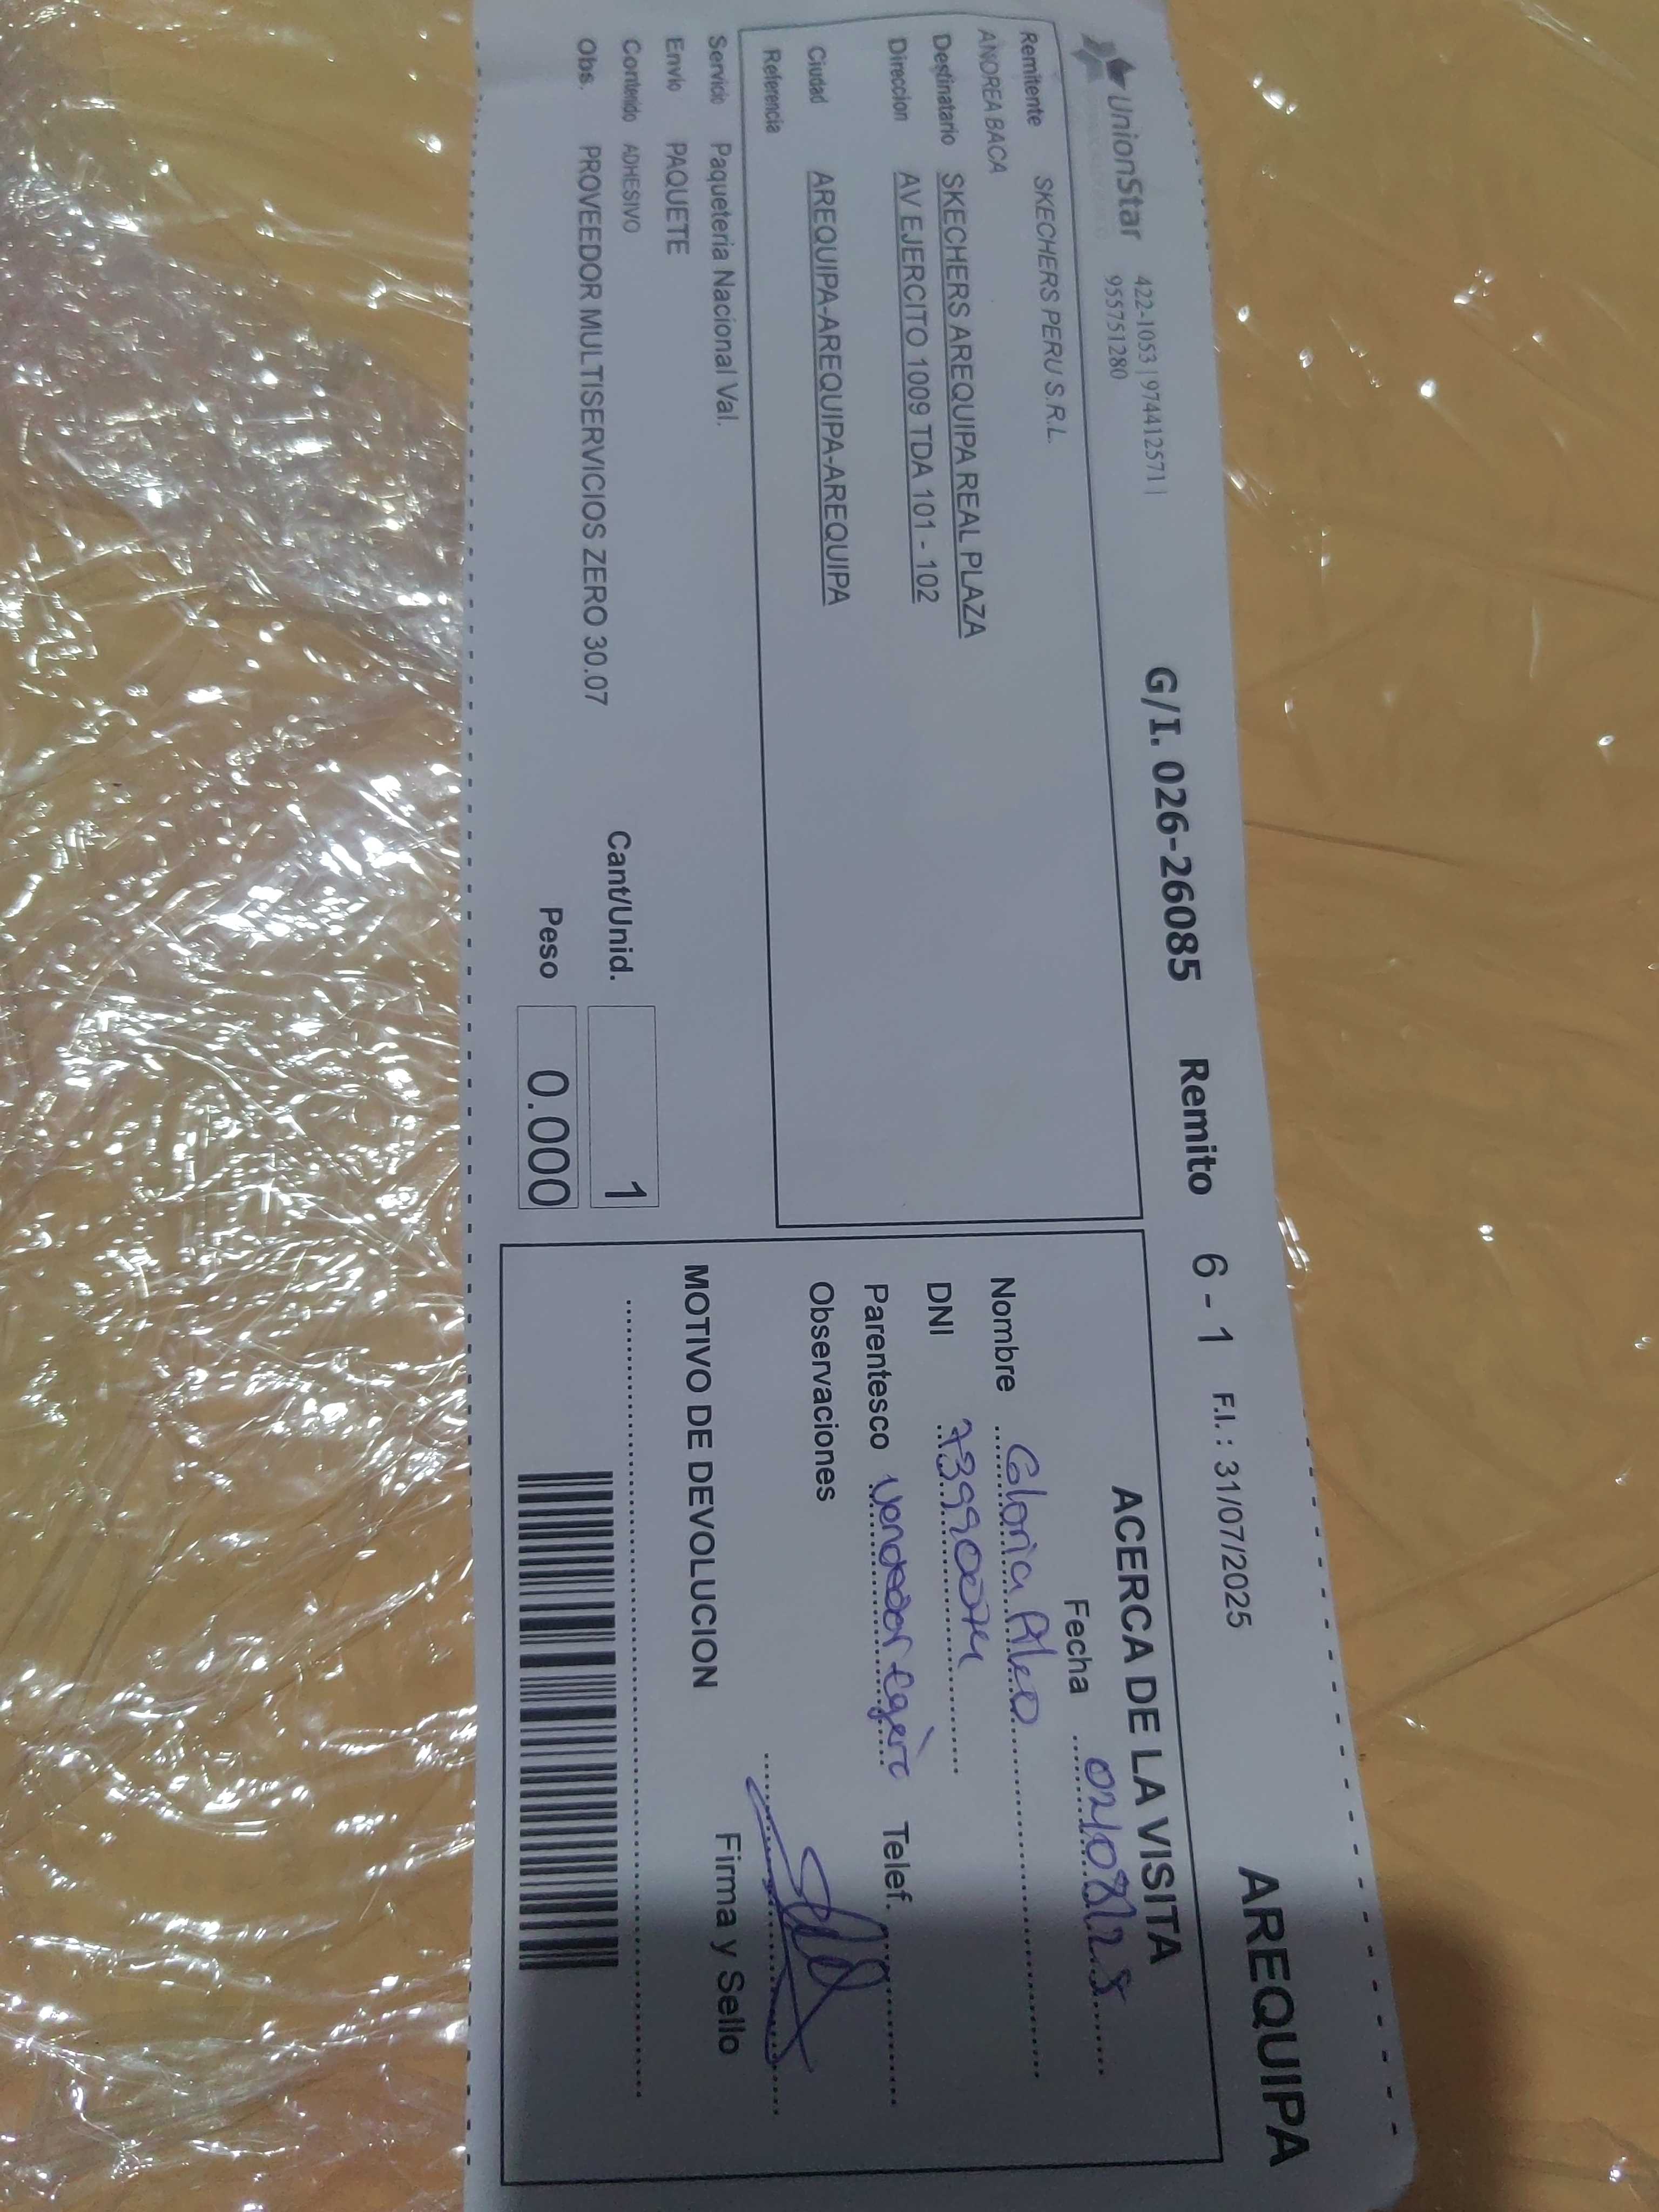 UnionStar
422-1053 | 974412571 |
955751280
G/I. 026-26085 Remito 6 - 1 F.I. : 31/07/2025 AREQUIPA
Remitente SKECHERS PERU S.R.L.
ANDREA BACA
Destinatario SKECHERS AREQUIPA REAL PLAZA
Direccion AV EJERCITO 1009 TDA 101 - 102
Ciudad AREQUIPA-AREQUIPA-AREQUIPA
Referencia
Servicio Paqueteria Nacional Val.
Envio PAQUETE
Contenido ADHESIVO
Obs. PROVEEDOR MULTISERVICIOS ZERO 30.07
Cant/Unid. 1
Peso 0.000
ACERCA DE LA VISITA
Fecha 02/08/25
Nombre Gloria
DNI
Parentesco Vendedor
Telef.
Observaciones
Firma y Sello
MOTIVO DE DEVOLUCION